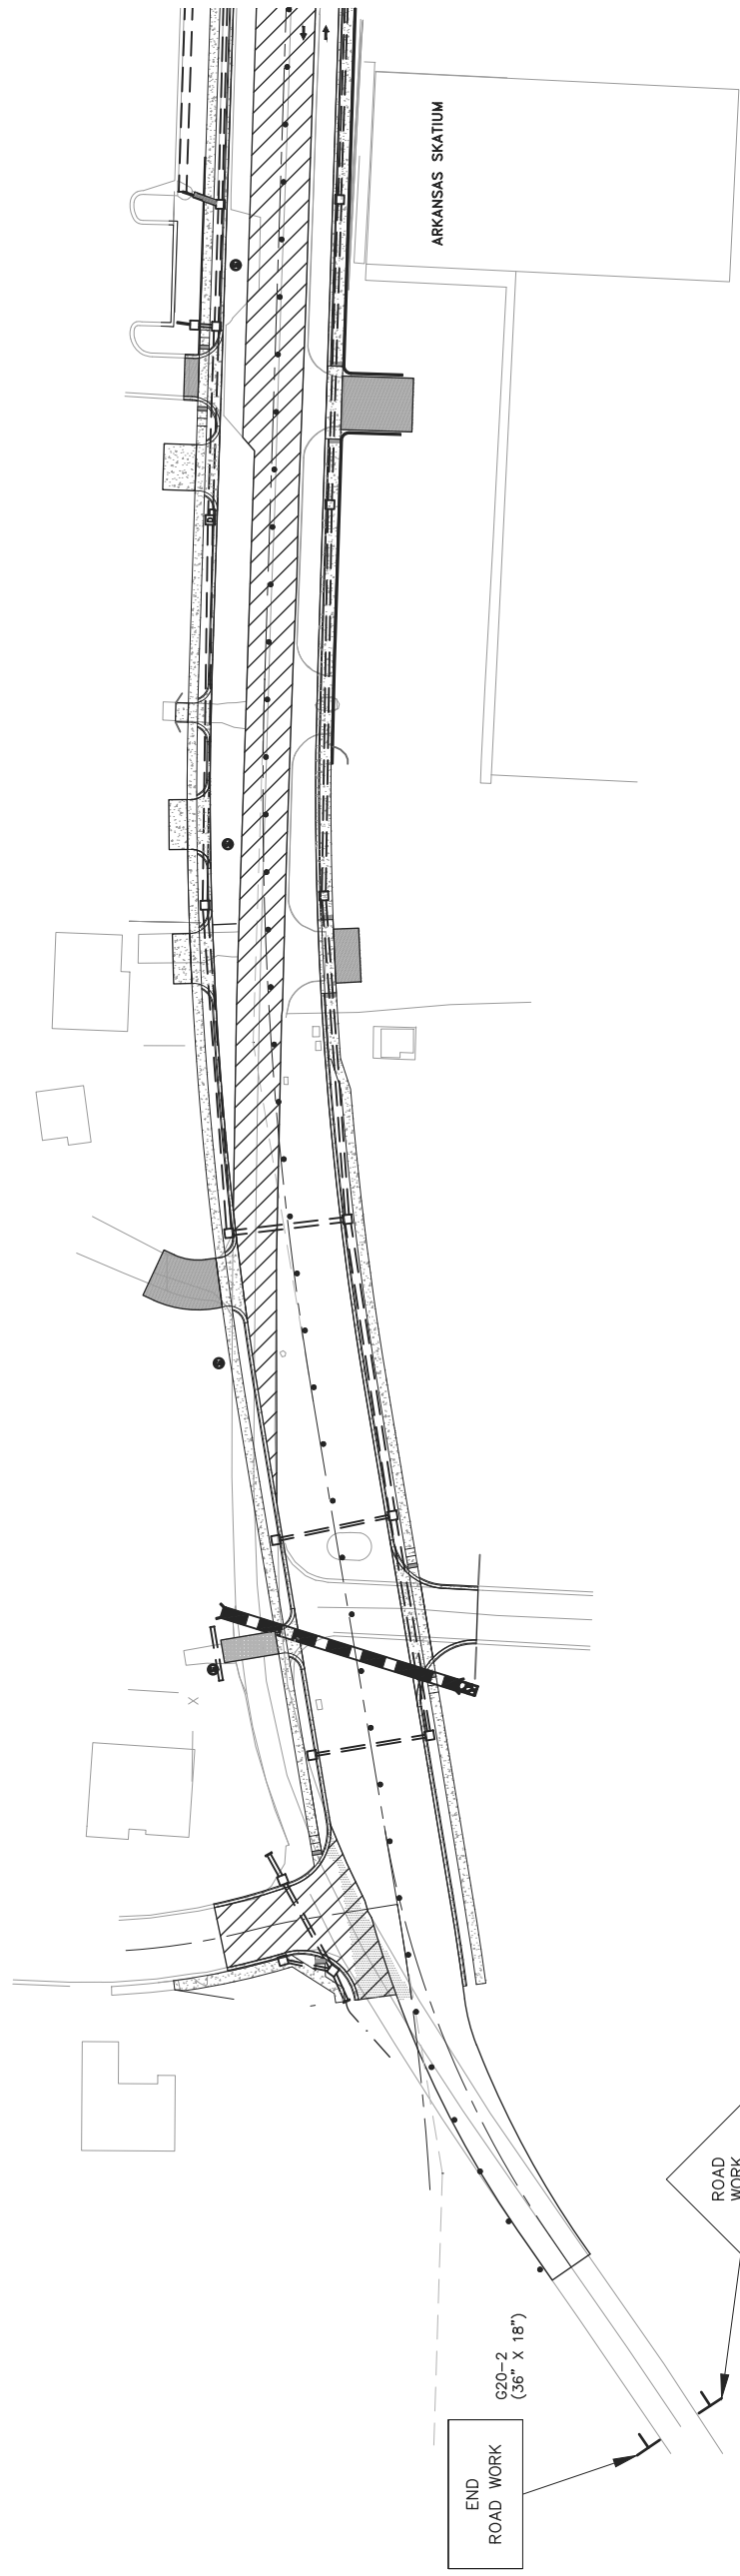 ARKANSAS SKATIUM
ROAD
WORK
G20-2
(36" X 18")
END
ROAD WORK